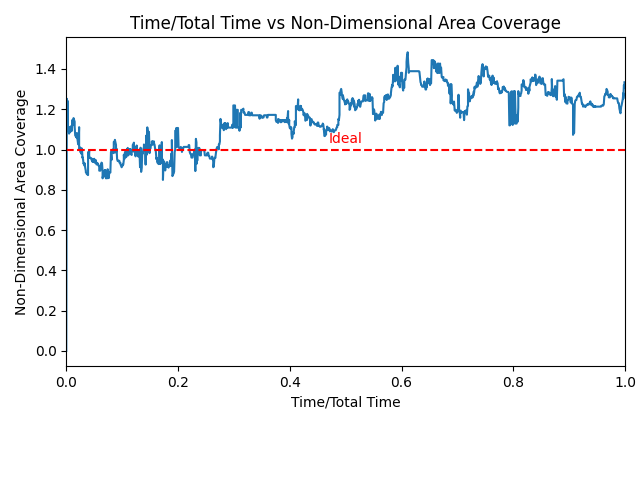 Time/Total Time vs Non-Dimensional Area Coverage
Non-Dimensional Area Coverage
1.4
1.2
1.0
0.8
0.6
0.4
0.2
0.0
Ideal
0.0 0.2 0.4 0.6 0.8 1.0
Time/Total Time